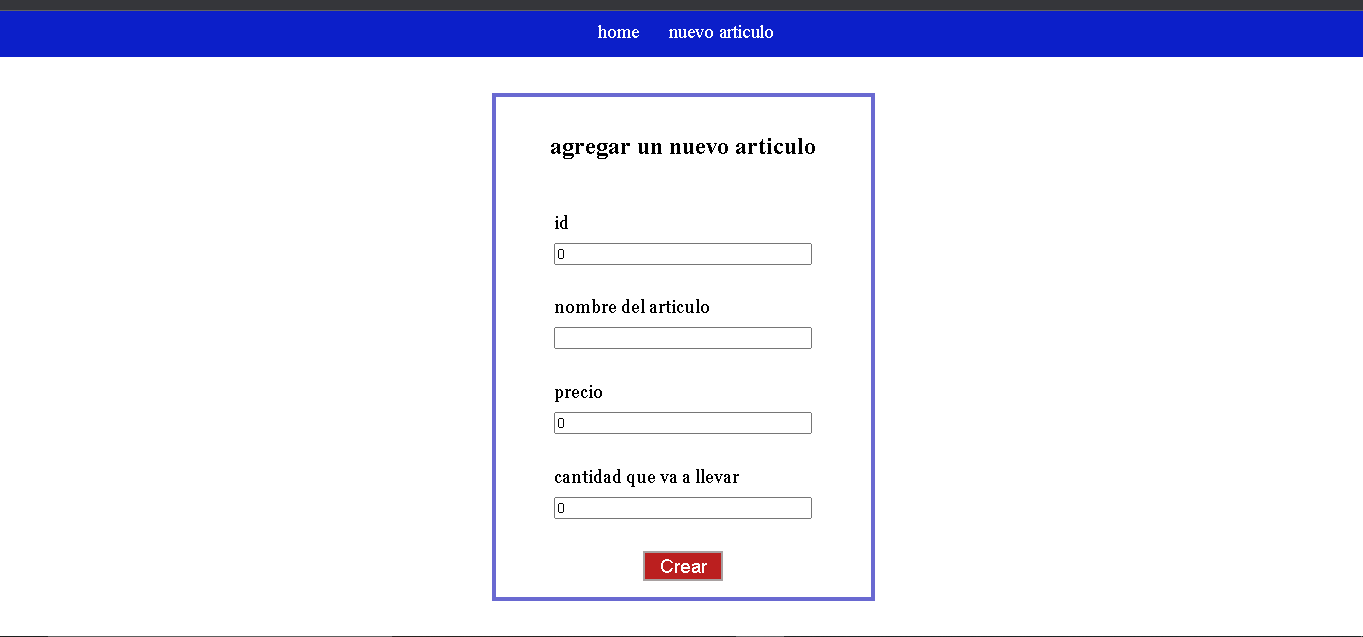 home nuevo articulo
agregar un nuevo articulo
id
0
nombre del articulo
precio
0
cantidad que va a llevar
0
Crear